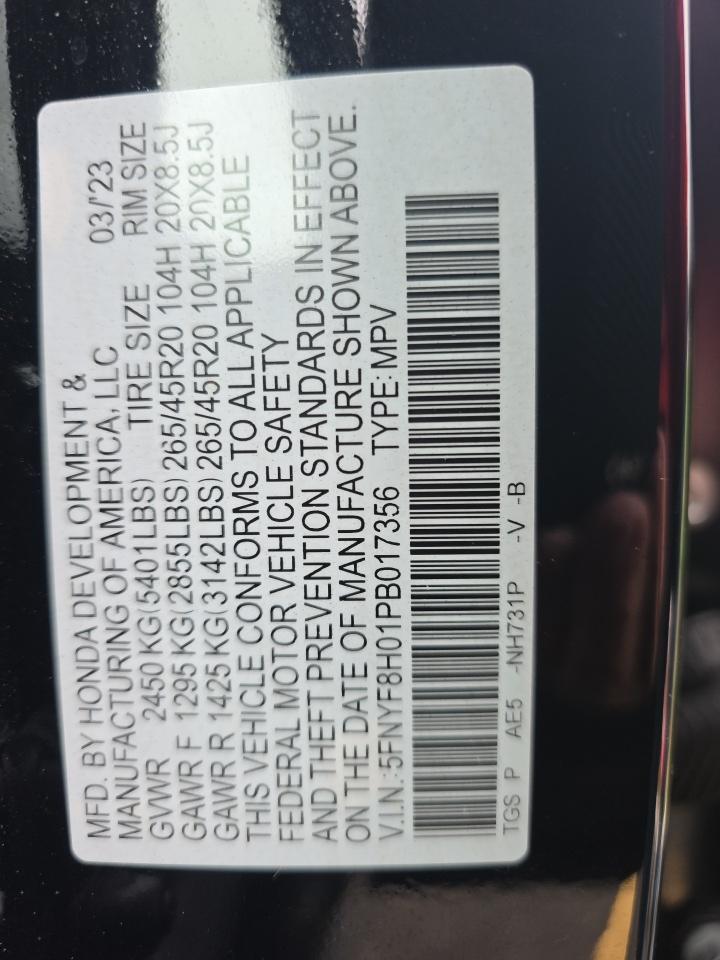 MFD. BY HONDA DEVELOPMENT &
MANUFACTURING OF AMERICA, LLC 03/'23
GVWR 2450 KG(5401LBS) TIRE SIZE RIM SIZE
GAWR F 1295 KG(2855LBS) 265/45R20 104H 20X8.5J
GAWR R 1425 KG(3142LBS) 265/45R20 104H 20X8.5J
THIS VEHICLE CONFORMS TO ALL APPLICABLE
FEDERAL MOTOR VEHICLE SAFETY
AND THEFT PREVENTION STANDARDS IN EFFECT
ON THE DATE OF MANUFACTURE SHOWN ABOVE.
V.I.N.:5FNYF8H01PB017356 TYPE:MPV
TGS P AE5 -NH731P -V -B